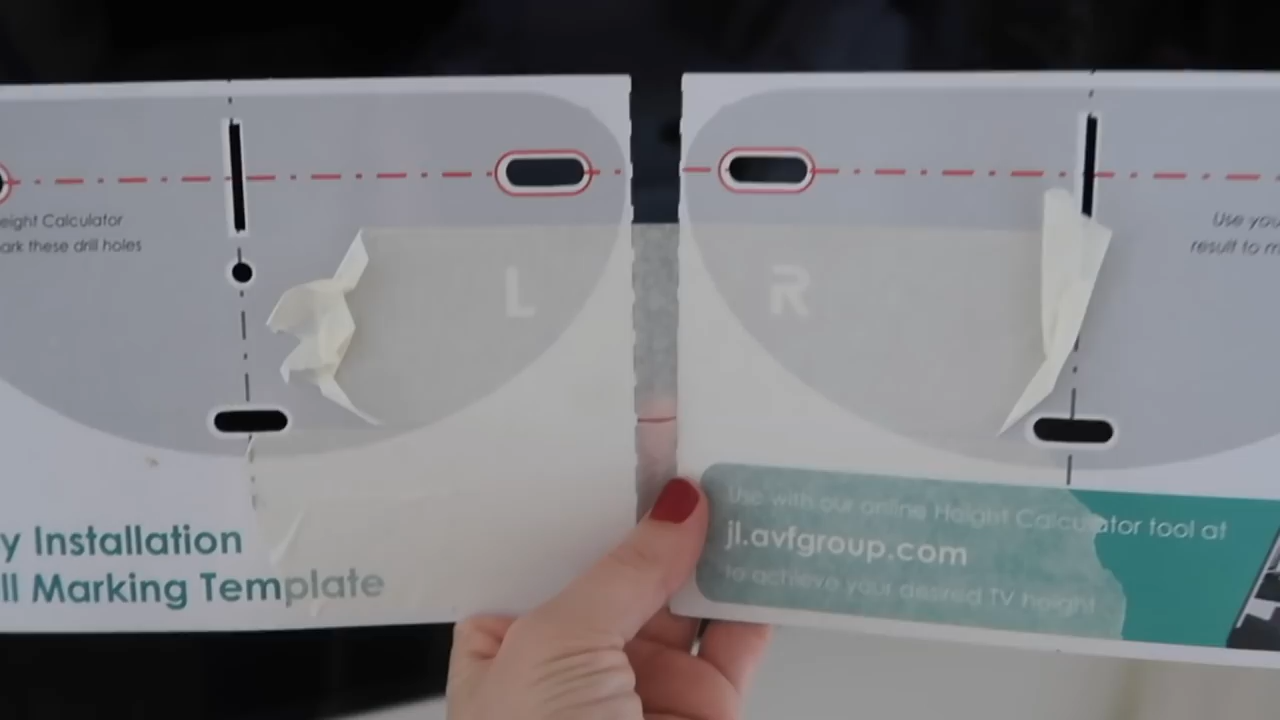 eight Calculator
ark these drill holes
L
R
Use you
result to m
y Installation
ll Marking Template
Use with our online Height Calculator tool at
jl.avfgroup.com
to achieve your desired TV height